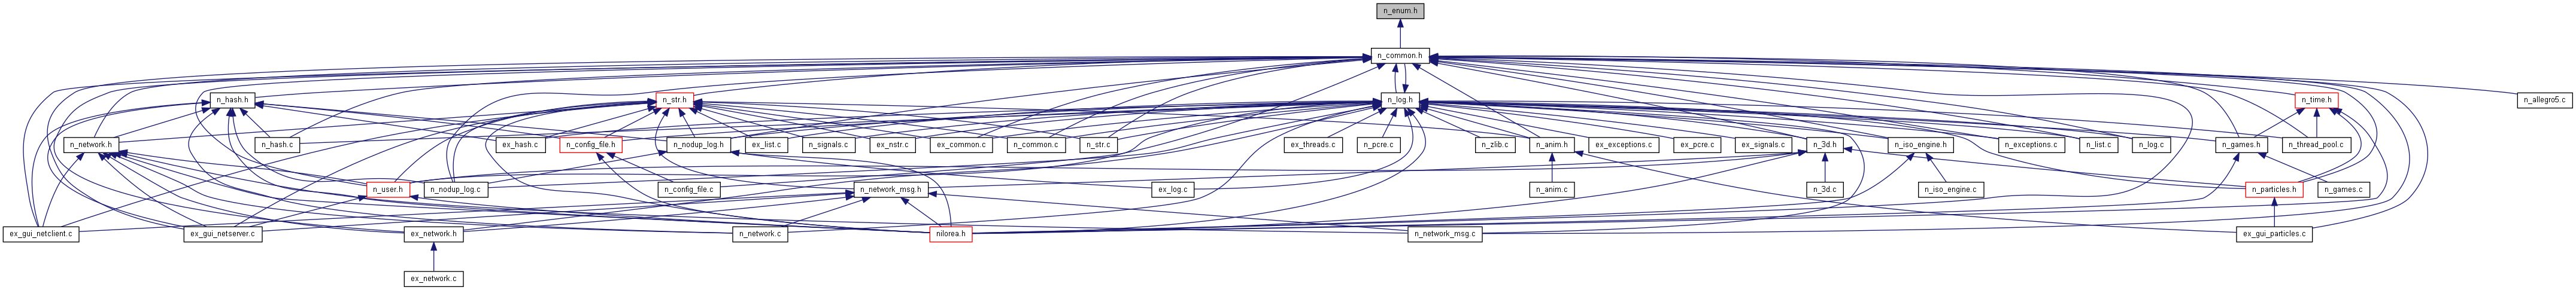 n_enum.h
n_common.h
n_hash.h
n_str.h
n_log.h
n_time.h
n_allegro5.c
n_network.h
n_hash.c
ex_hash.c
n_config_file.h
n_nodup_log.h
ex_list.c
n_signals.c
ex_nstr.c
ex_common.c
n_common.c
n_str.c
ex_threads.c
n_pcre.c
n_zlib.c
n_anim.h
ex_exceptions.c
ex_pcre.c
ex_signals.c
n_3d.h
n_iso_engine.h
n_exceptions.c
n_list.c
n_log.c
n_games.h
n_thread_pool.c
n_user.h
n_nodup_log.c
n_config_file.c
n_network_msg.h
ex_log.c
n_anim.c
n_3d.c
n_iso_engine.c
n_particles.h
n_games.c
ex_gui_netclient.c
ex_gui_netserver.c
ex_network.h
n_network.c
nilorea.h
n_network_msg.c
ex_gui_particles.c
ex_network.c